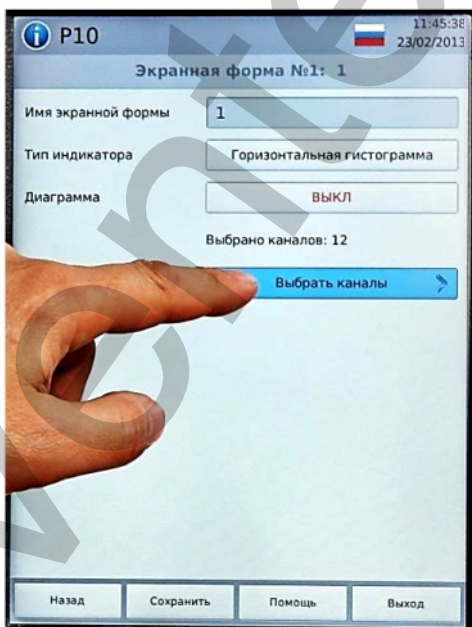 P10
11:45:38
23/02/2013
Экранная форма №1: 1
Имя экранной формы 1
Тип индикатора Горизонтальная гистограмма
Диаграмма ВЫКЛ
Выбрано каналов: 12
Выбрать каналы
Назад Сохранить Помощь Выход